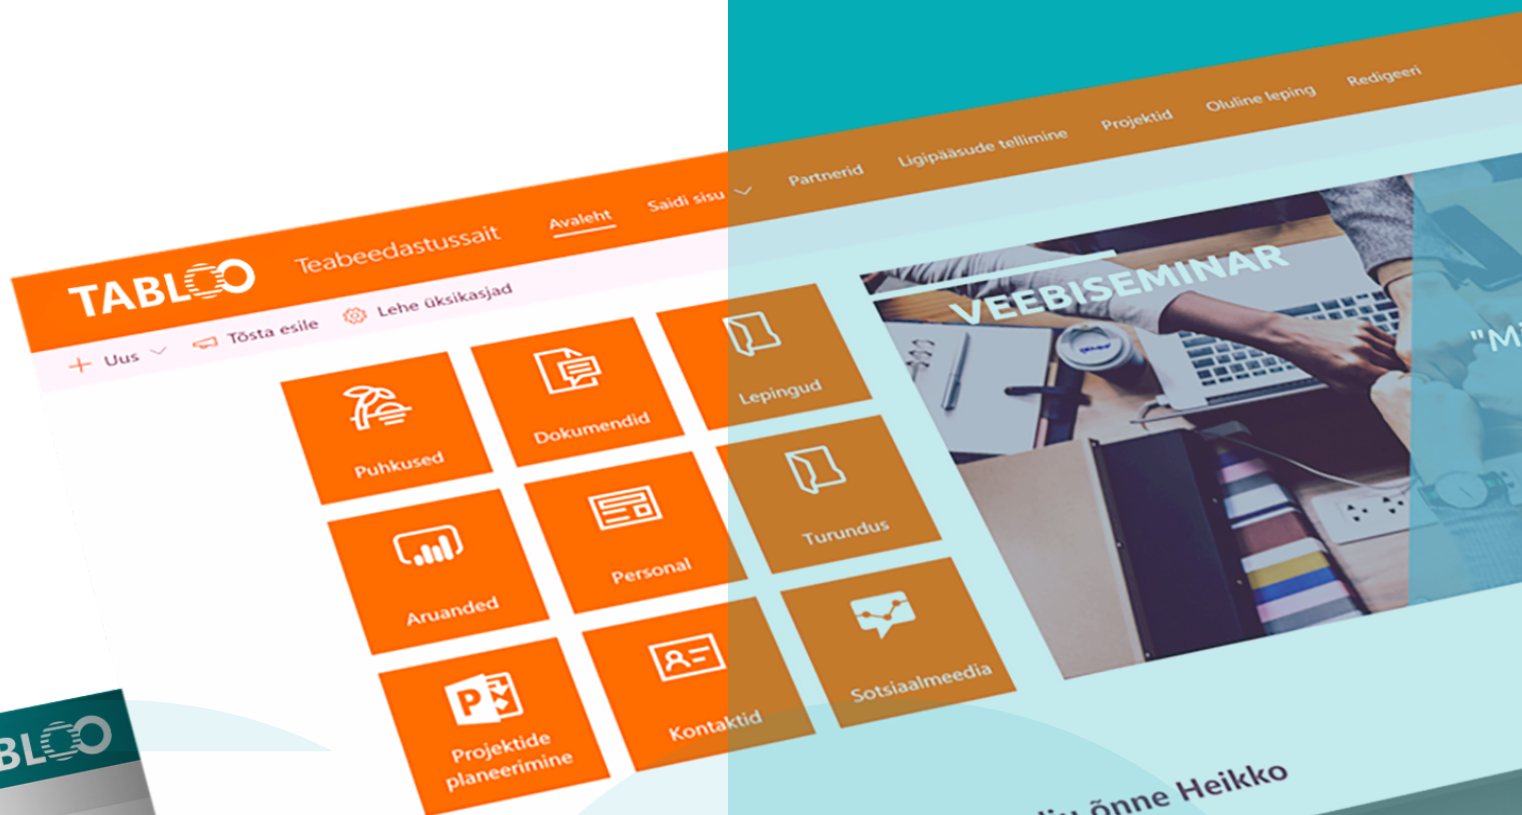 TABLOO Teabeedastussait Avaleht Saidi sisu Partnerid Ligipääsude tellimine Projektid Oluline leping Redigeeri
Uus Tõsta esile Lehe üksikasjad
Puhkused
Dokumendid
Lepingud
Aruanded
Personal
Turundus
Projektide
planeerimine
Kontaktid
Sotsiaalmeedia
VEEBISEMINAR
õnne Heikko